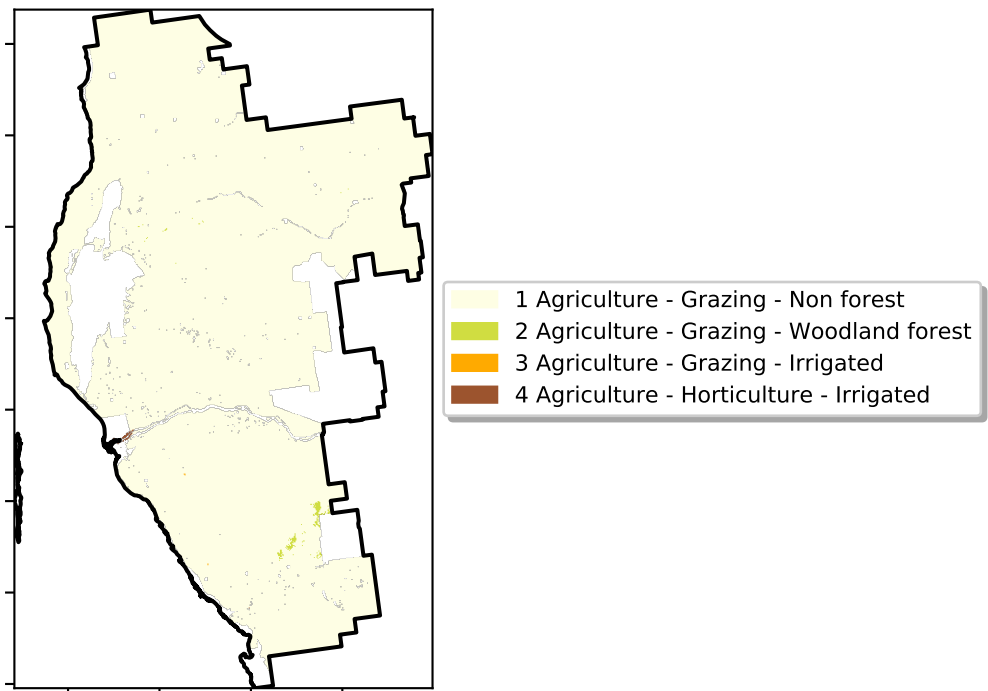 1 Agriculture - Grazing - Non forest
2 Agriculture - Grazing - Woodland forest
3 Agriculture - Grazing - Irrigated
4 Agriculture - Horticulture - Irrigated